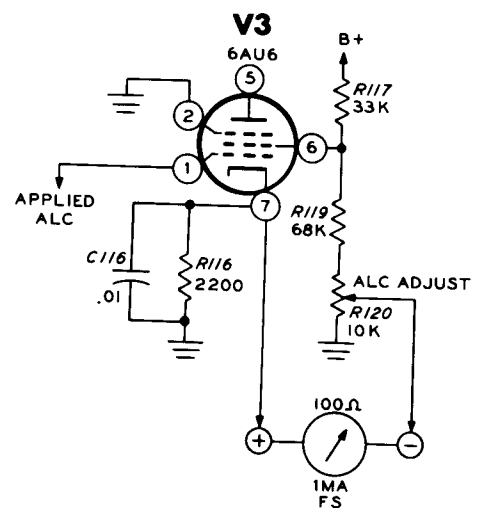 V3
6AU6
B+
5
R117
33K
2
6
1
APPLIED
ALC
7
R119
68K
C116
.01
R116
2200
ALC ADJUST
R120
10K
100Ω
+
−
1MA
FS